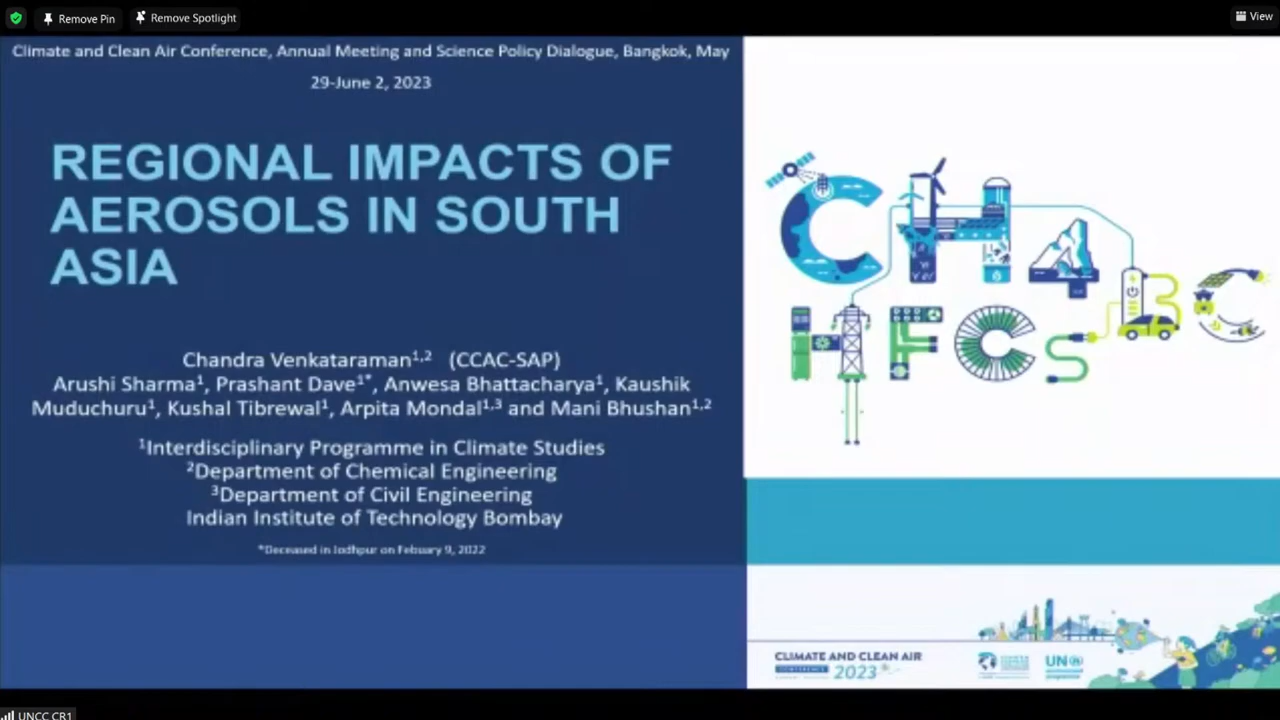 Remove Pin
Remove Spotlight
View
Climate and Clean Air Conference, Annual Meeting and Science Policy Dialogue, Bangkok, May
29-June 2, 2023
REGIONAL IMPACTS OF
AEROSOLS IN SOUTH
ASIA
Chandra Venkataraman1,2 (CCAC-SAP)
Arushi Sharma1, Prashant Dave1*, Anwesa Bhattacharya1, Kaushik
Muduchuru1, Kushal Tibrewal1, Arpita Mondal1,3 and Mani Bhushan1,2
1Interdisciplinary Programme in Climate Studies
2Department of Chemical Engineering
3Department of Civil Engineering
Indian Institute of Technology Bombay
*Deceased in Jodhpur on Febuary 9, 2022
CH4 BC
HFCs
CLIMATE AND CLEAN AIR
CONFERENCE 2023
UN
UNCC CR1